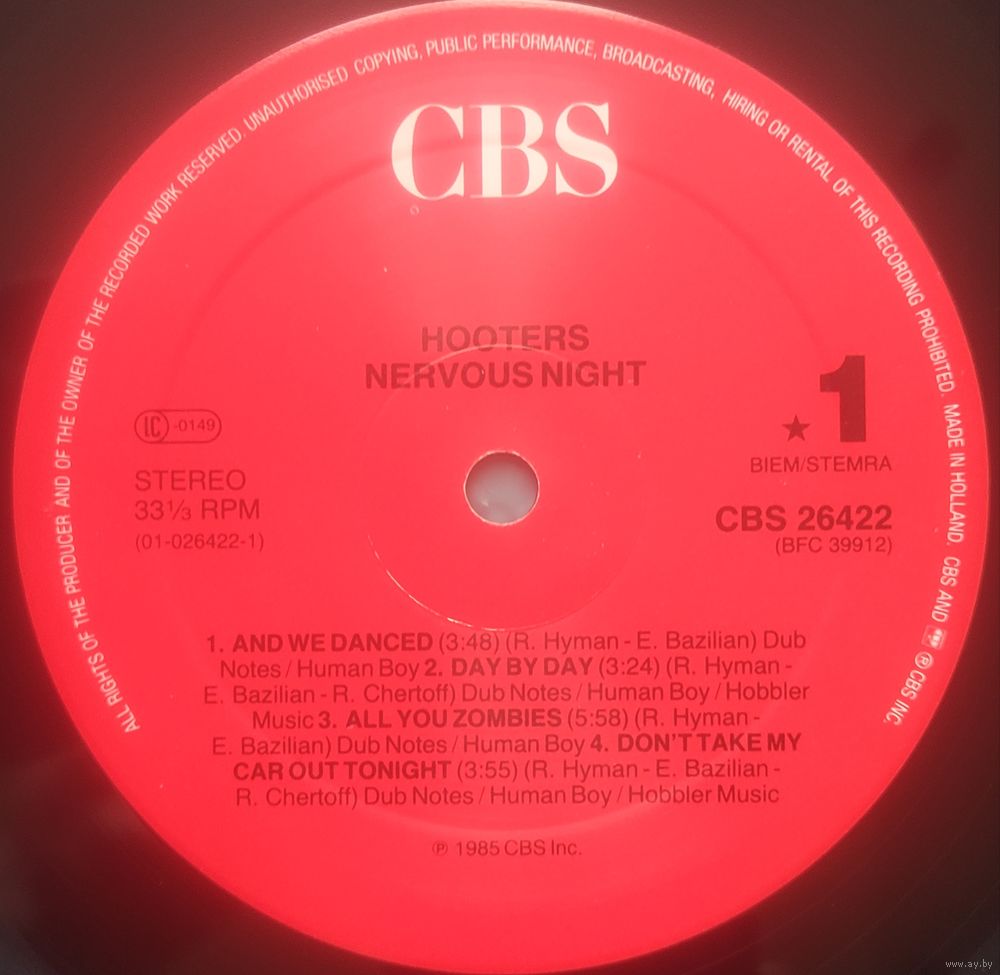 ALL RIGHTS OF THE PRODUCER AND OF THE OWNER OF THE RECORDED WORK RESERVED. UNAUTHORISED COPYING, PUBLIC PERFORMANCE, BROADCASTING, HIRING OR RENTAL OF THIS RECORDING PROHIBITED. MADE IN HOLLAND. CBS AND ℗ CBS INC.
CBS
HOOTERS
NERVOUS NIGHT
LC -0149
STEREO
33⅓ RPM
(01-026422-1)
★ 1
BIEM/STEMRA
CBS 26422
(BFC 39912)
1. AND WE DANCED (3:48) (R. Hyman - E. Bazilian) Dub
Notes / Human Boy 2. DAY BY DAY (3:24) (R. Hyman -
E. Bazilian - R. Chertoff) Dub Notes / Human Boy / Hobbler
Music 3. ALL YOU ZOMBIES (5:58) (R. Hyman -
E. Bazilian) Dub Notes / Human Boy 4. DON'T TAKE MY
CAR OUT TONIGHT (3:55) (R. Hyman - E. Bazilian -
R. Chertoff) Dub Notes / Human Boy / Hobbler Music
℗ 1985 CBS Inc.
www.ay.by